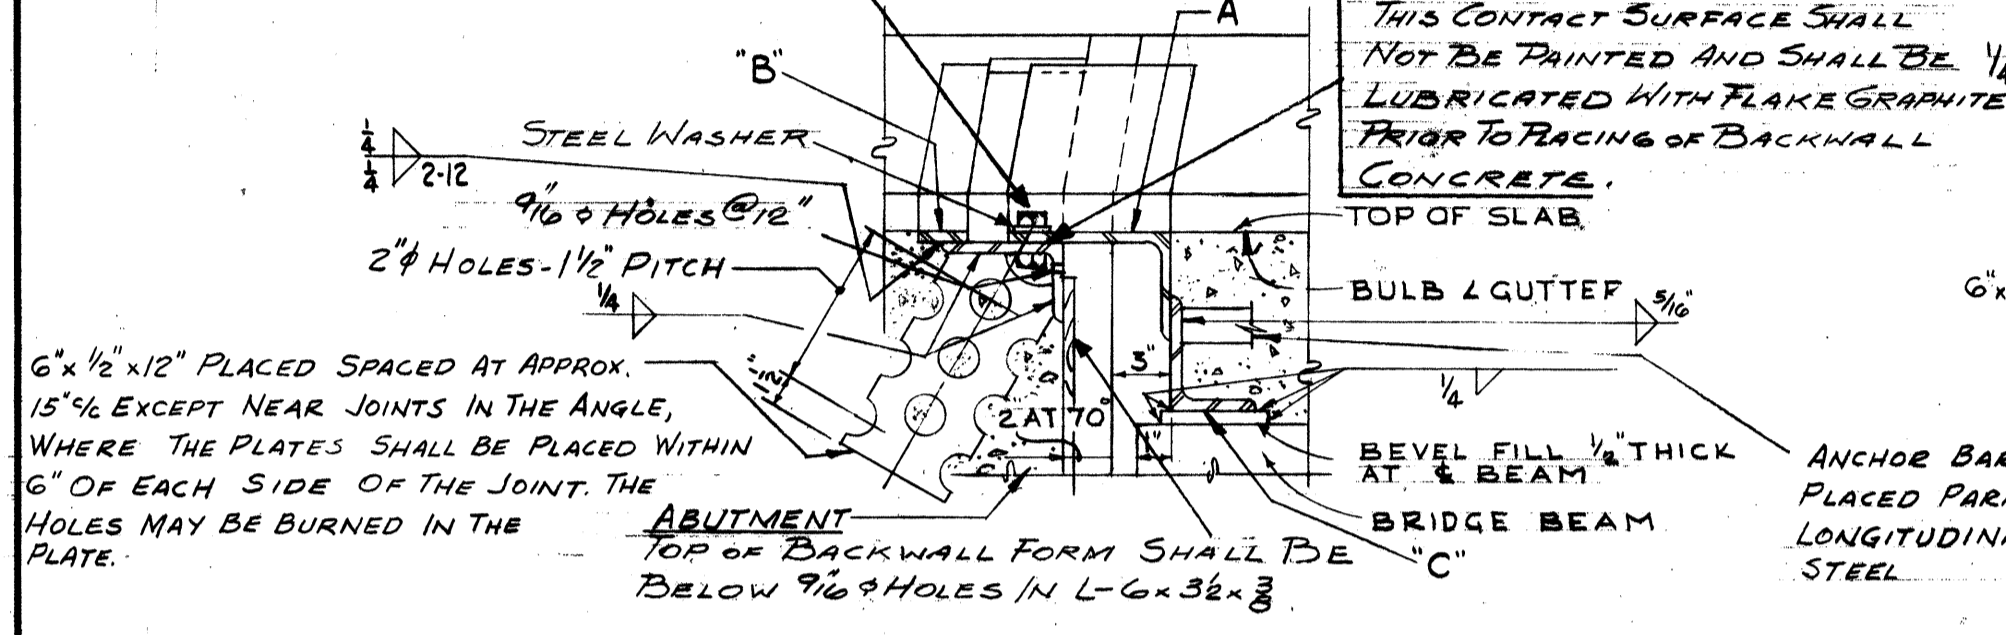 A
THIS CONTACT SURFACE SHALL
NOT BE PAINTED AND SHALL BE
LUBRICATED WITH FLAKE GRAPHITE
PRIOR TO PLACING OF BACKWALL
CONCRETE.
"B"
STEEL WASHER
1/4
1/4
2-12
9/16" φ HOLES @ 12"
2" φ HOLES - 1 1/2" PITCH
1/4
TOP OF SLAB
BULB ∠ GUTTER
5/16"
6"x
6" x 1/2" x 12" PLACED SPACED AT APPROX.
15" c/c EXCEPT NEAR JOINTS IN THE ANGLE,
WHERE THE PLATES SHALL BE PLACED WITHIN
6" OF EACH SIDE OF THE JOINT. THE
HOLES MAY BE BURNED IN THE
PLATE.
3"
1/4
2 AT 70°
1"
BEVEL FILL 1/2" THICK
AT ℄ BEAM
BRIDGE BEAM
"C"
ABUTMENT
TOP OF BACKWALL FORM SHALL BE
BELOW 9/16 φ HOLES IN L-6 x 3 1/2 x 3/8
ANCHOR
PLACED
STEEL